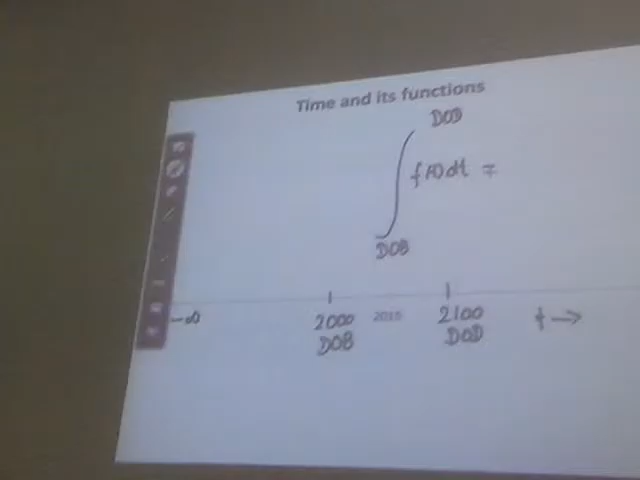 Time and its functions
DOD
∫ f(t)dt =
DOB
-∞ 2000 2015 2100 t →
DOB DOD